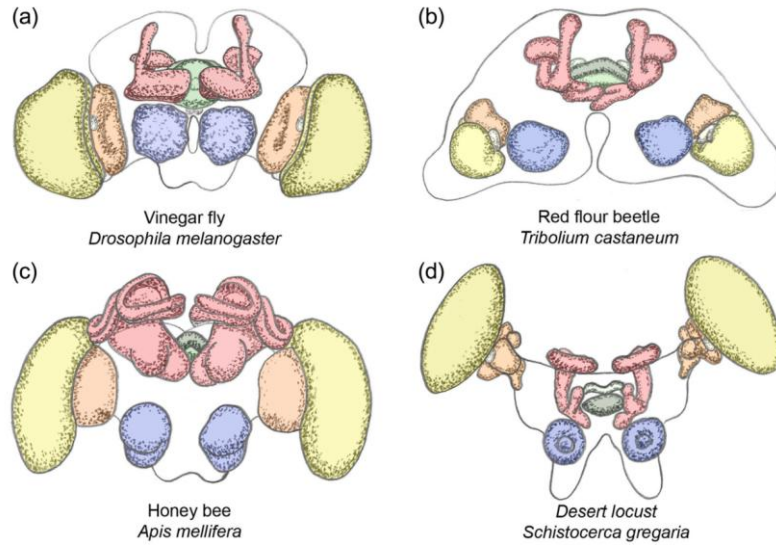 (a)
Vinegar fly
Drosophila melanogaster
(b)
Red flour beetle
Tribolium castaneum
(c)
Honey bee
Apis mellifera
(d)
Desert locust
Schistocerca gregaria